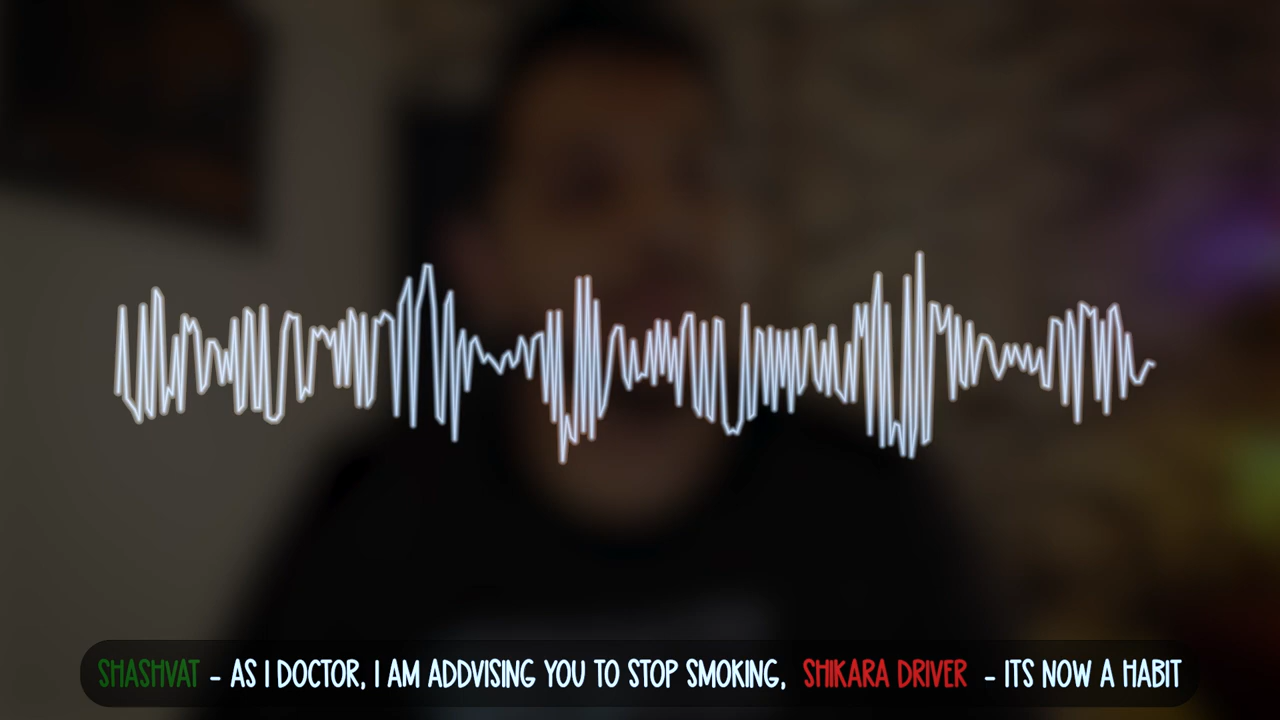 SHASHVAT - AS I DOCTOR, I AM ADDVISING YOU TO STOP SMOKING, SHIKARA DRIVER - ITS NOW A HABIT